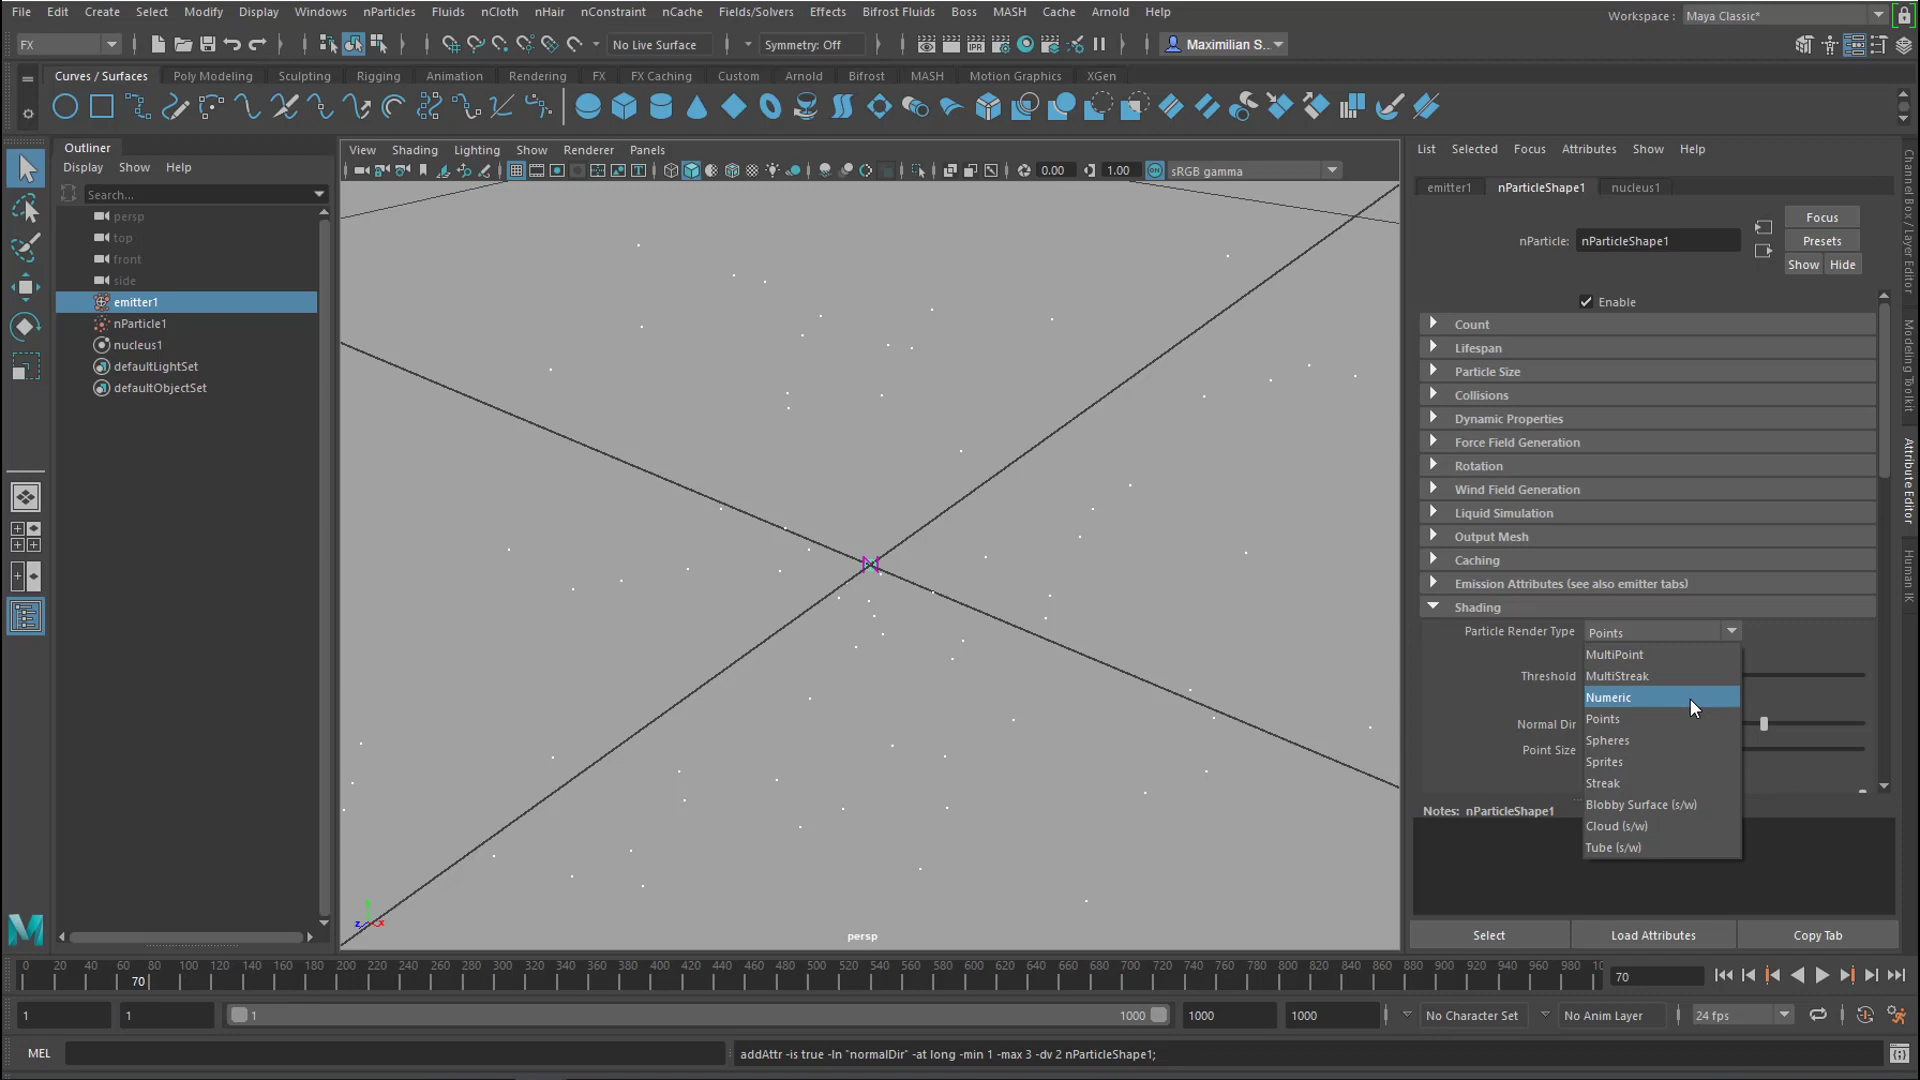 File Edit Create Select Modify Display Windows nParticles Fluids nCloth nHair nConstraint nCache Fields/Solvers Effects Bifrost Fluids Boss MASH Cache Arnold Help
Workspace : Maya Classic*
FX No Live Surface Symmetry: Off Maximilian S...
Curves / Surfaces Poly Modeling Sculpting Rigging Animation Rendering FX FX Caching Custom Arnold Bifrost MASH Motion Graphics XGen
Outliner
Display Show Help
Search...
persp
top
front
side
emitter1
nParticle1
nucleus1
defaultLightSet
defaultObjectSet
View Shading Lighting Show Renderer Panels
0.00 1.00 sRGB gamma
persp
z x
List Selected Focus Attributes Show Help
emitter1 nParticleShape1 nucleus1
Focus
nParticle: nParticleShape1 Presets
Show Hide
Enable
Count
Lifespan
Particle Size
Collisions
Dynamic Properties
Force Field Generation
Rotation
Wind Field Generation
Liquid Simulation
Output Mesh
Caching
Emission Attributes (see also emitter tabs)
Shading
Particle Render Type Points
MultiPoint
Threshold MultiStreak
Numeric
Normal Dir Points
Point Size Spheres
Sprites
Streak
Blobby Surface (s/w)
Cloud (s/w)
Tube (s/w)
Notes: nParticleShape1
Select Load Attributes Copy Tab
Channel Box / Layer Editor
Modeling Toolkit
Attribute Editor
Human IK
0 20 40 60 80 100 120 140 160 180 200 220 240 260 280 300 320 340 360 380 400 420 440 460 480 500 520 540 560 580 600 620 640 660 680 700 720 740 760 780 800 820 840 860 880 900 920 940 960 980 10
70 70
1 1 1 1000 1000 1000 No Character Set No Anim Layer 24 fps
MEL addAttr -is true -ln "normalDir" -at long -min 1 -max 3 -dv 2 nParticleShape1;